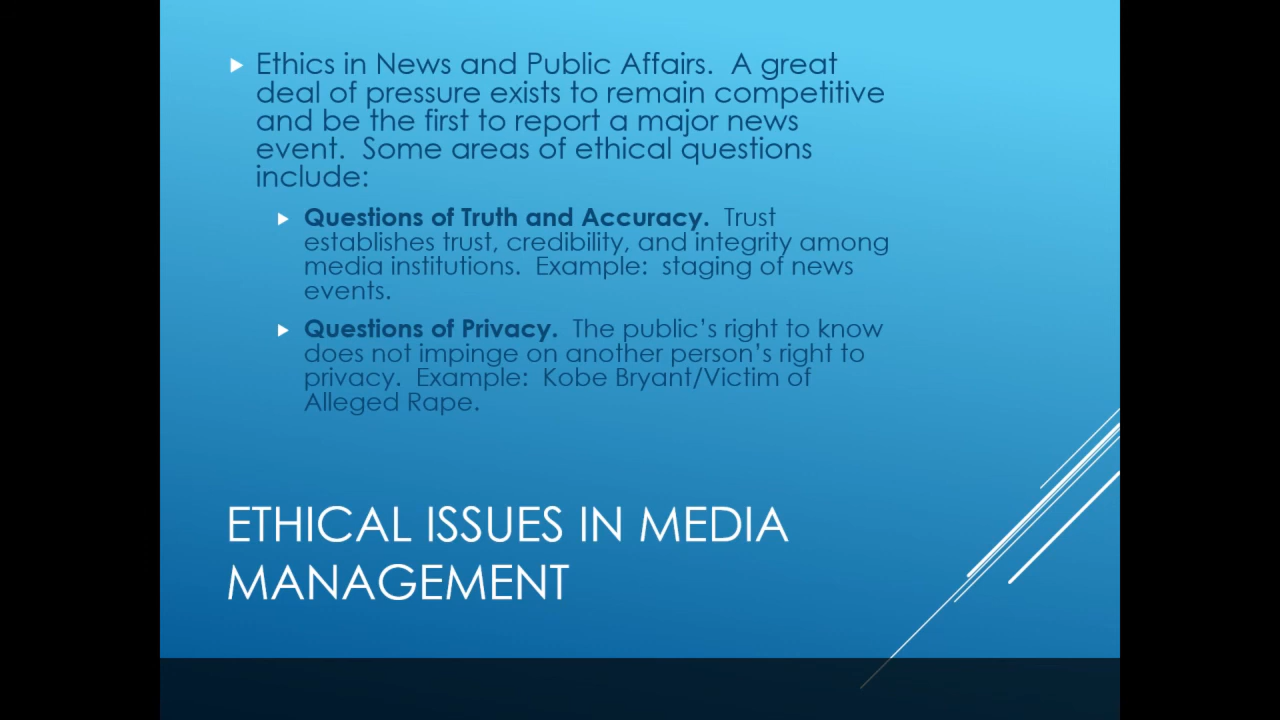 Ethics in News and Public Affairs.  A great
deal of pressure exists to remain competitive
and be the first to report a major news
event.  Some areas of ethical questions
include:
Questions of Truth and Accuracy.  Trust
establishes trust, credibility, and integrity among
media institutions.  Example:  staging of news
events.
Questions of Privacy.  The public’s right to know
does not impinge on another person’s right to
privacy.  Example:  Kobe Bryant/Victim of
Alleged Rape.
ETHICAL ISSUES IN MEDIA
MANAGEMENT